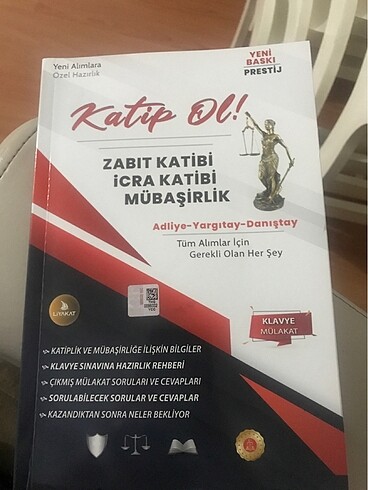 Yeni Alımlara
Özel Hazırlık
YENİ
BASKI
PRESTİJ
Katip Ol!
ZABIT KATİBİ
İCRA KATİBİ
MÜBAŞİRLİK
Adliye-Yargıtay-Danıştay
Tüm Alımlar İçin
Gerekli Olan Her Şey
LİYAKAT
KLAVYE
MÜLAKAT
KATİPLİK VE MÜBAŞİRLİĞE İLİŞKİN BİLGİLER
KLAVYE SINAVINA HAZIRLIK REHBERİ
ÇIKMIŞ MÜLAKAT SORULARI VE CEVAPLARI
SORULABİLECEK SORULAR VE CEVAPLAR
KAZANDIKTAN SONRA NELER BEKLİYOR